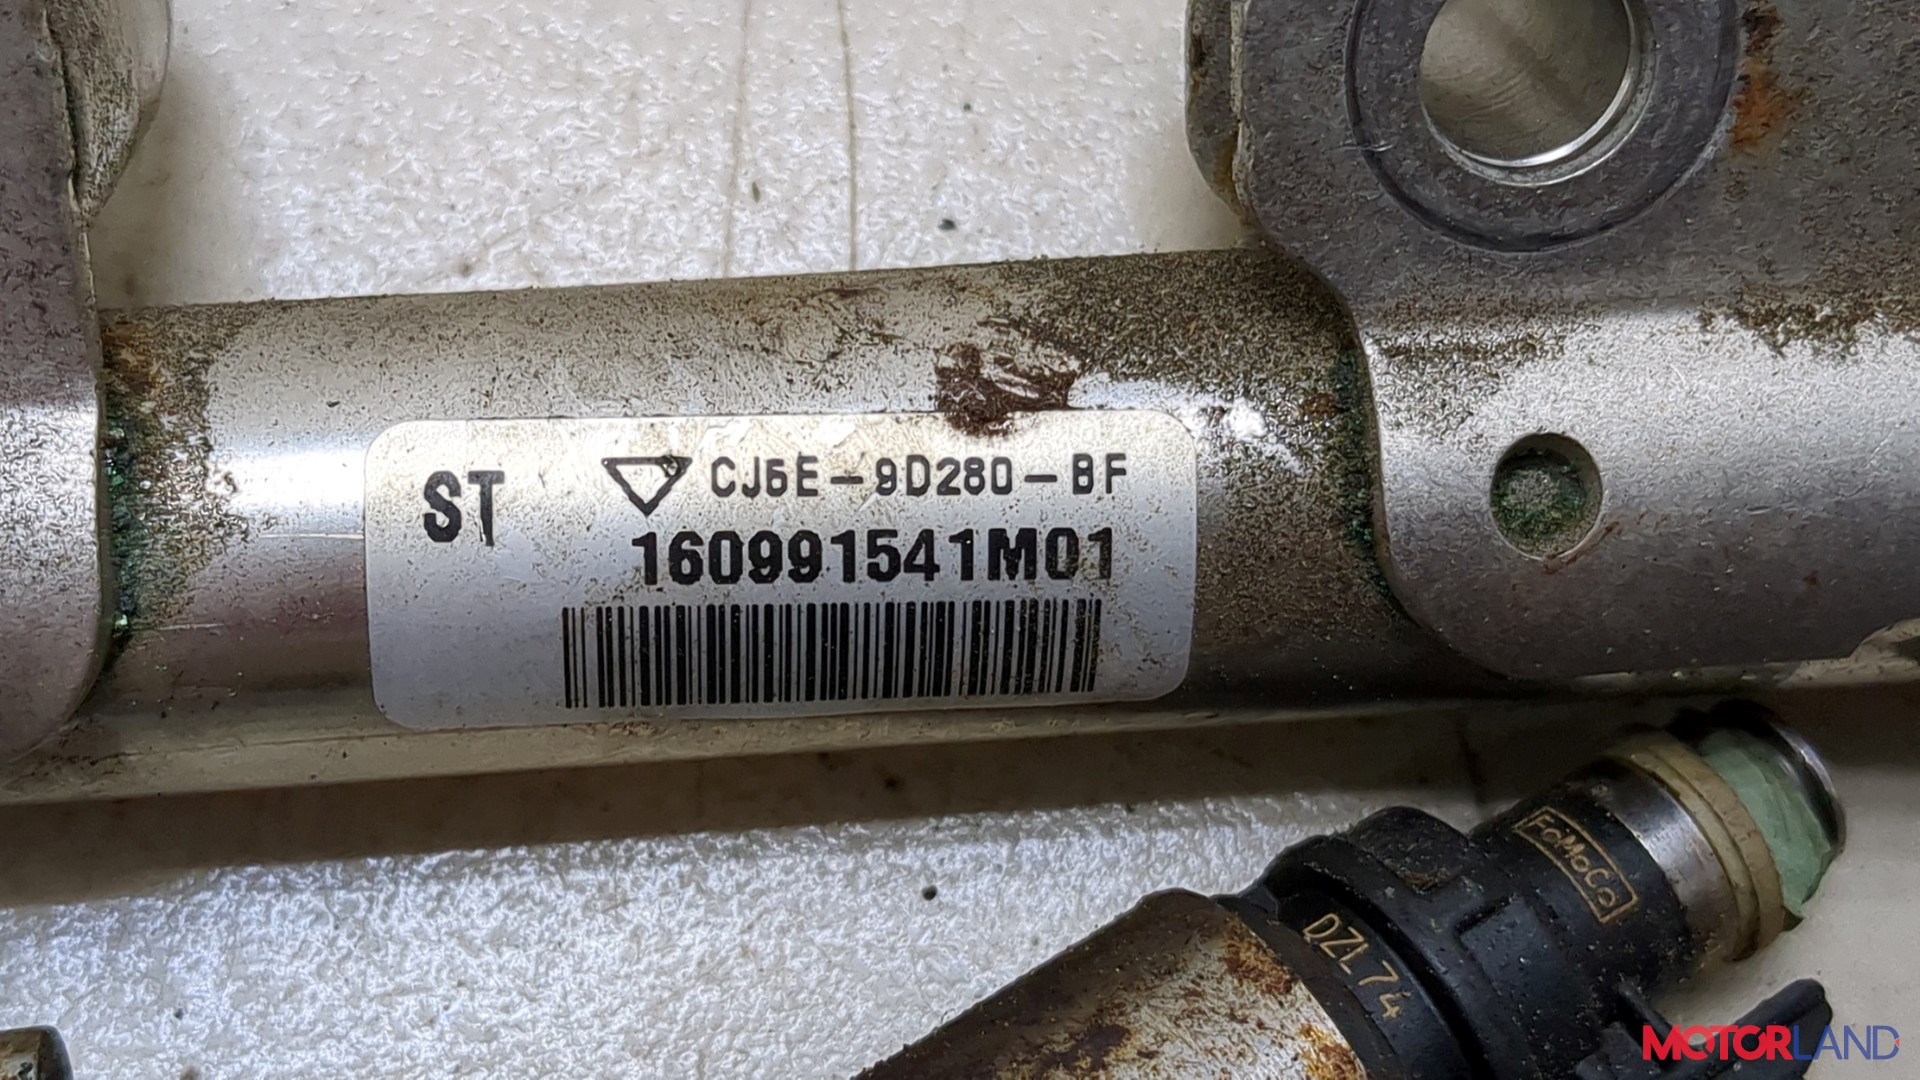 ST
CJ5E-9D280-BF
160991541M01
FoMoCo
DZL74
MOTORLAND